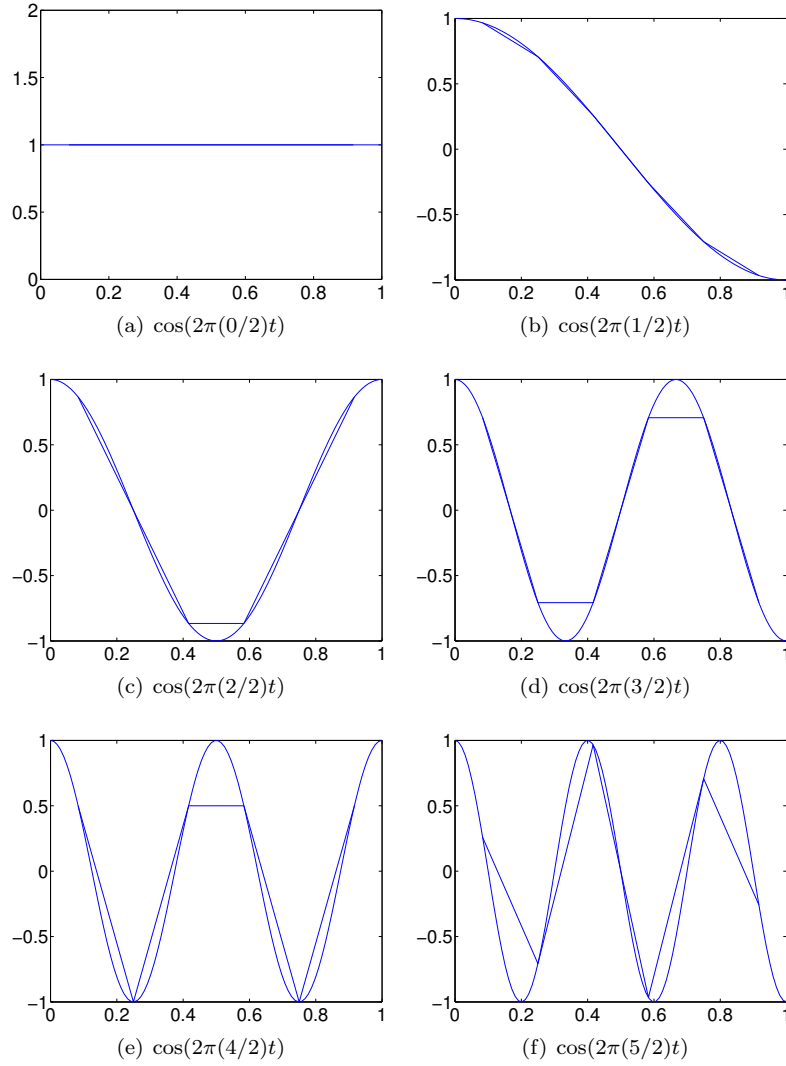 2
1.5
1
0.5
0
0 0.2 0.4 0.6 0.8 1
(a) cos(2π(0/2)t)
1
0.5
0
−0.5
−1
0 0.2 0.4 0.6 0.8 1
(b) cos(2π(1/2)t)
1
0.5
0
−0.5
−1
0 0.2 0.4 0.6 0.8 1
(c) cos(2π(2/2)t)
1
0.5
0
−0.5
−1
0 0.2 0.4 0.6 0.8 1
(d) cos(2π(3/2)t)
1
0.5
0
−0.5
−1
0 0.2 0.4 0.6 0.8 1
(e) cos(2π(4/2)t)
1
0.5
0
−0.5
−1
0 0.2 0.4 0.6 0.8 1
(f) cos(2π(5/2)t)